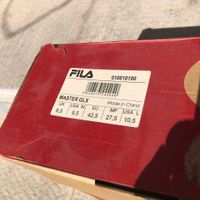 FILA 010610190
MASTER GLX Made in China
UK USA M EU MP USA L
8,5 9,5 42,5 27,5 10,5